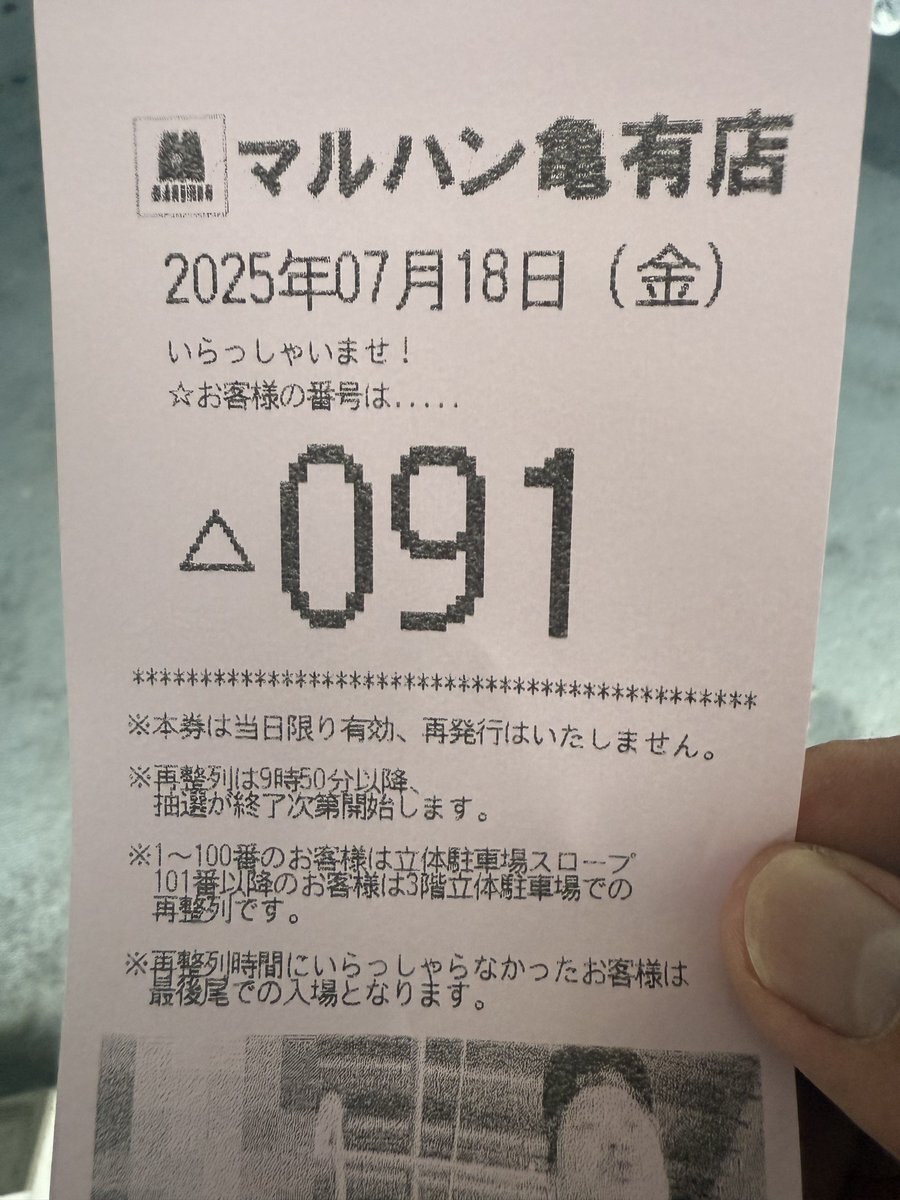 マルハン亀有店
2025年07月18日（金）
いらっしゃいませ！
☆お客様の番号は.....
△091
**********************************************
※本券は当日限り有効、再発行はいたしません。
※再整列は9時50分以降、
抽選が終了次第開始します。
※1～100番のお客様は立体駐車場スロープ
101番以降のお客様は3階立体駐車場での
再整列です。
※再整列時間にいらっしゃらなかったお客様は
最後尾での入場となります。